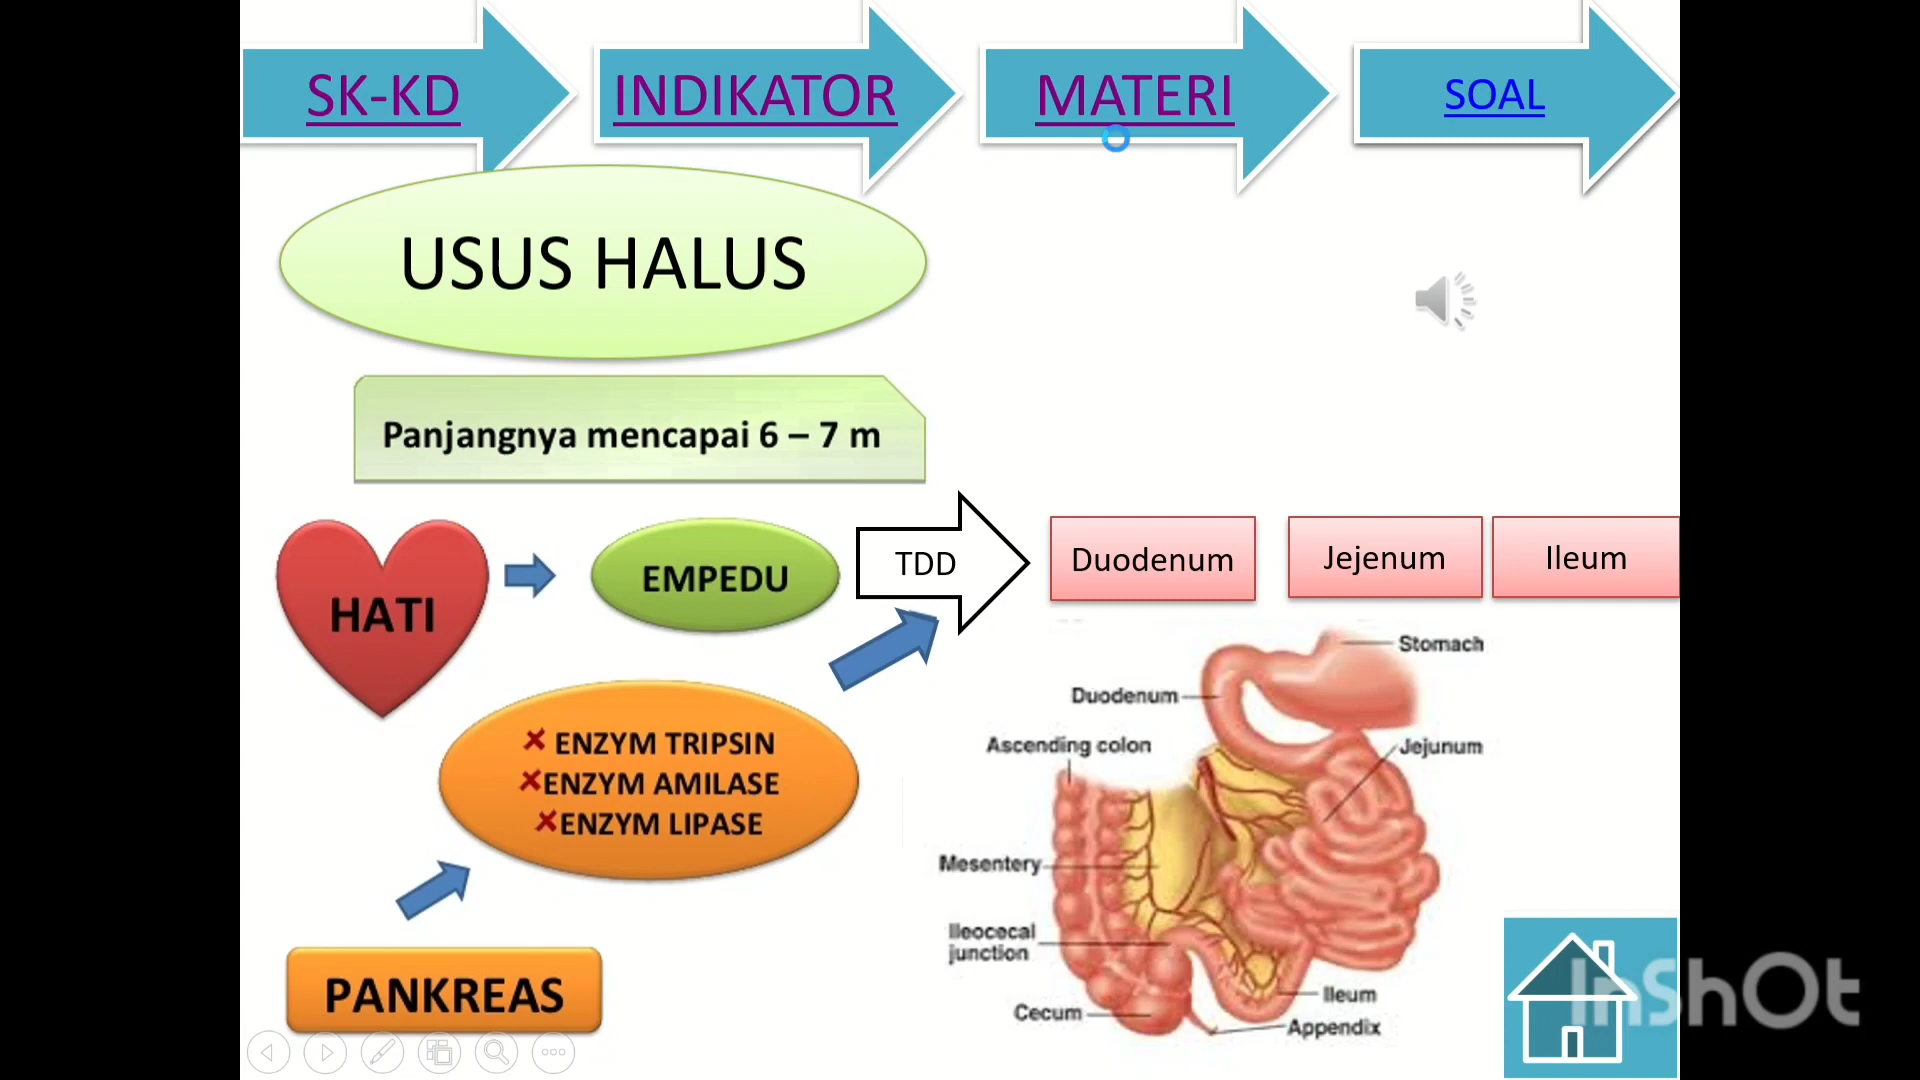 SK-KD
INDIKATOR
MATERI
SOAL
USUS HALUS
Panjangnya mencapai 6 – 7 m
HATI
EMPEDU
TDD
Duodenum
Jejenum
Ileum
ENZYM TRIPSIN
ENZYM AMILASE
ENZYM LIPASE
PANKREAS
Stomach
Duodenum
Ascending colon
Jejunum
Mesentery
Ileocecal
junction
Ileum
Cecum
Appendix
InShOt